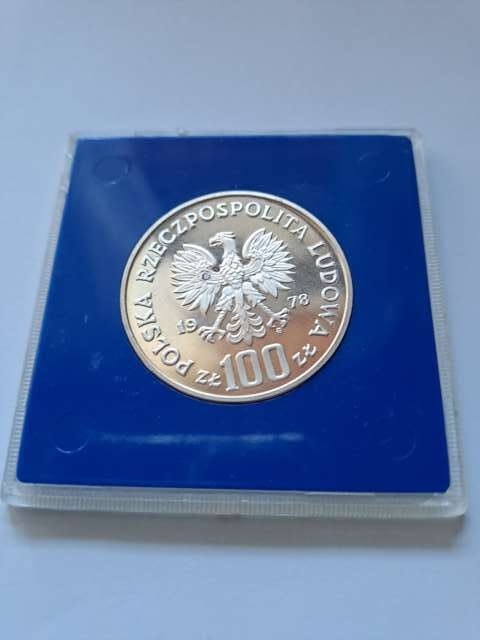 POLSKA RZECZPOSPOLITA LUDOWA
19 78
ZŁ 100 ZŁ